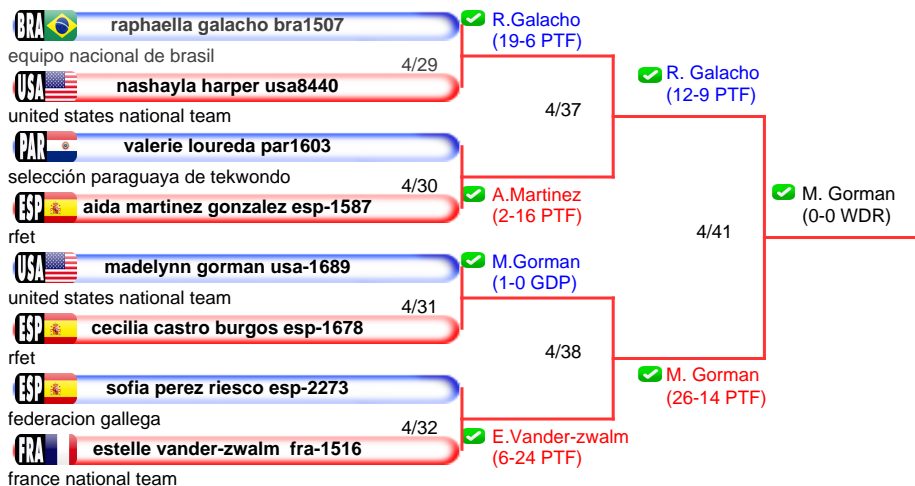 BRA raphaella galacho bra1507
equipo nacional de brasil
4/29
USA nashayla harper usa8440
united states national team
R.Galacho
(19-6 PTF)
4/37
PAR valerie loureda par1603
selección paraguaya de tekwondo
4/30
ESP aida martinez gonzalez esp-1587
rfet
A.Martinez
(2-16 PTF)
R. Galacho
(12-9 PTF)
4/41
M. Gorman
(0-0 WDR)
USA madelynn gorman usa-1689
united states national team
4/31
ESP cecilia castro burgos esp-1678
rfet
M.Gorman
(1-0 GDP)
4/38
ESP sofia perez riesco esp-2273
federacion gallega
4/32
FRA estelle vander-zwalm fra-1516
france national team
E.Vander-zwalm
(6-24 PTF)
M. Gorman
(26-14 PTF)